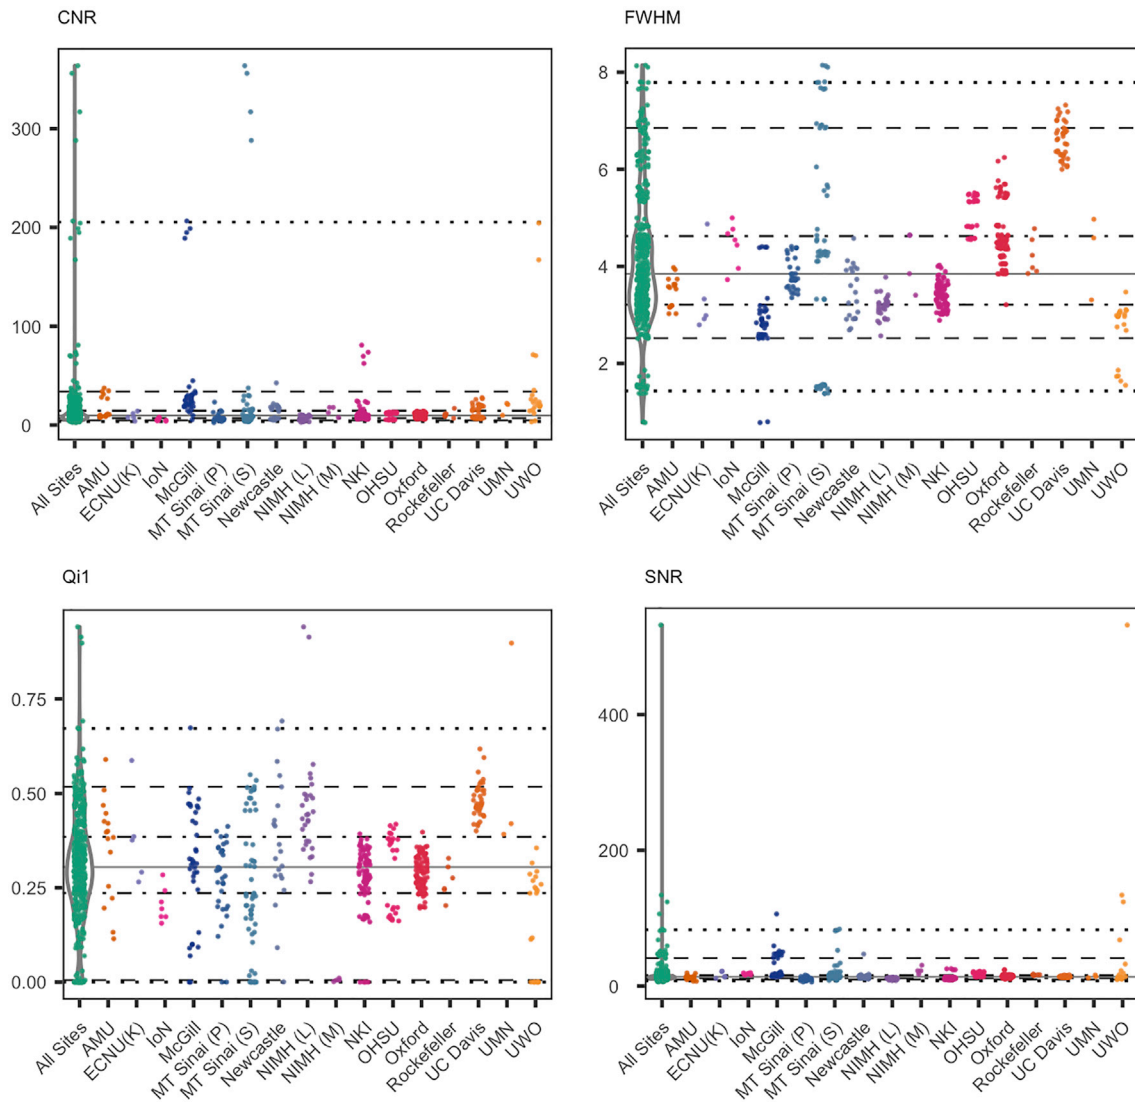 CNR
300
200
100
0
All Sites
AMU
ECNU(K)
IoN
McGill
MT Sinai (P)
MT Sinai (S)
Newcastle
NIMH (L)
NIMH (M)
NKI
OHSU
Oxford
Rockefeller
UC Davis
UMN
UWO
FWHM
8
6
4
2
All Sites
AMU
ECNU(K)
IoN
McGill
MT Sinai (P)
MT Sinai (S)
Newcastle
NIMH (L)
NIMH (M)
NKI
OHSU
Oxford
Rockefeller
UC Davis
UMN
UWO
Qi1
0.75
0.50
0.25
0.00
All Sites
AMU
ECNU(K)
IoN
McGill
MT Sinai (P)
MT Sinai (S)
Newcastle
NIMH (L)
NIMH (M)
NKI
OHSU
Oxford
Rockefeller
UC Davis
UMN
UWO
SNR
400
200
0
All Sites
AMU
ECNU(K)
IoN
McGill
MT Sinai (P)
MT Sinai (S)
Newcastle
NIMH (L)
NIMH (M)
NKI
OHSU
Oxford
Rockefeller
UC Davis
UMN
UWO